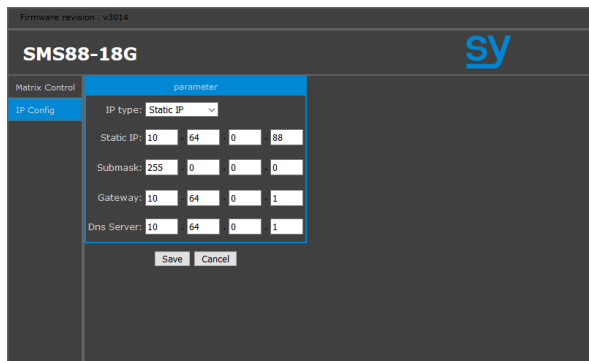 Firmware revision : v3014
SMS88-18G
sy
Matrix Control
parameter
IP Config
IP type: Static IP
Static IP: 10 . 64 . 0 . 88
Submask: 255 . 0 . 0 . 0
Gateway: 10 . 64 . 0 . 1
Dns Server: 10 . 64 . 0 . 1
Save Cancel